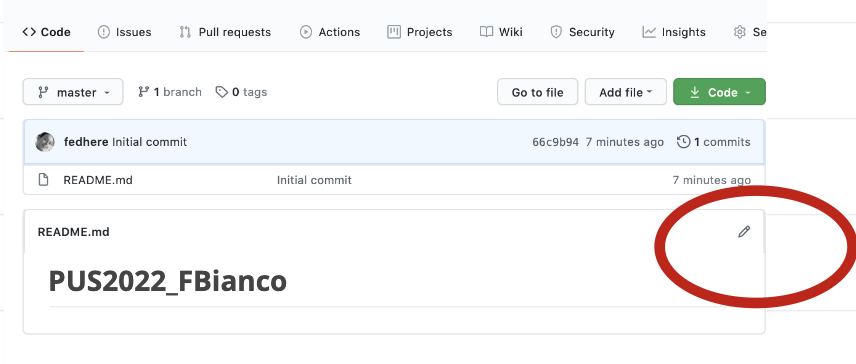 <> Code Issues Pull requests Actions Projects Wiki Security Insights Se
master 1 branch 0 tags Go to file Add file Code
fedhere Initial commit 66c9b94 7 minutes ago 1 commits
README.md Initial commit 7 minutes ago
README.md
PUS2022_FBianco